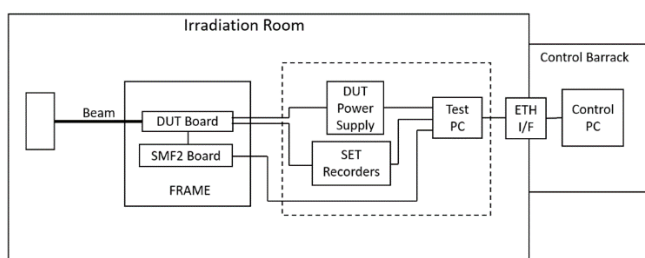 Irradiation Room
Control Barrack
Beam
DUT Board
SMF2 Board
FRAME
DUT
Power
Supply
SET
Recorders
Test
PC
ETH
I/F
Control
PC